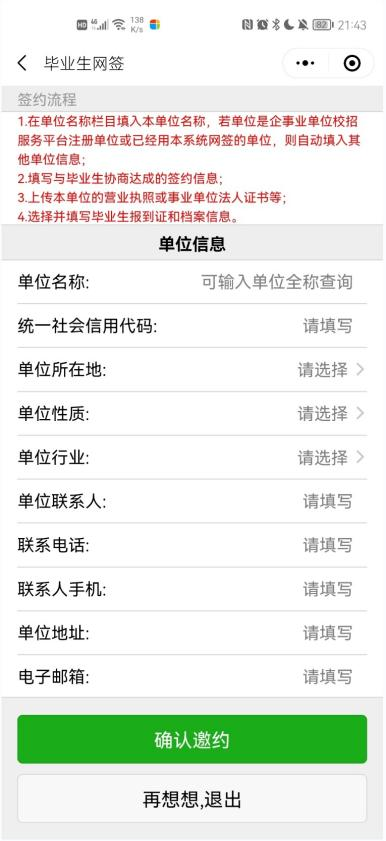 HD 4G 138 K/s 82 21:43
毕业生网签
签约流程
1.在单位名称栏目填入本单位名称，若单位是企事业单位校招
服务平台注册单位或已经用本系统网签的单位，则自动填入其
他单位信息；
2.填写与毕业生协商达成的签约信息；
3.上传本单位的营业执照或事业单位法人证书等；
4.选择并填写毕业生报到证和档案信息。
单位信息
单位名称: 可输入单位全称查询
统一社会信用代码: 请填写
单位所在地: 请选择
单位性质: 请选择
单位行业: 请选择
单位联系人: 请填写
联系电话: 请填写
联系人手机: 请填写
单位地址: 请填写
电子邮箱: 请填写
确认邀约
再想想,退出